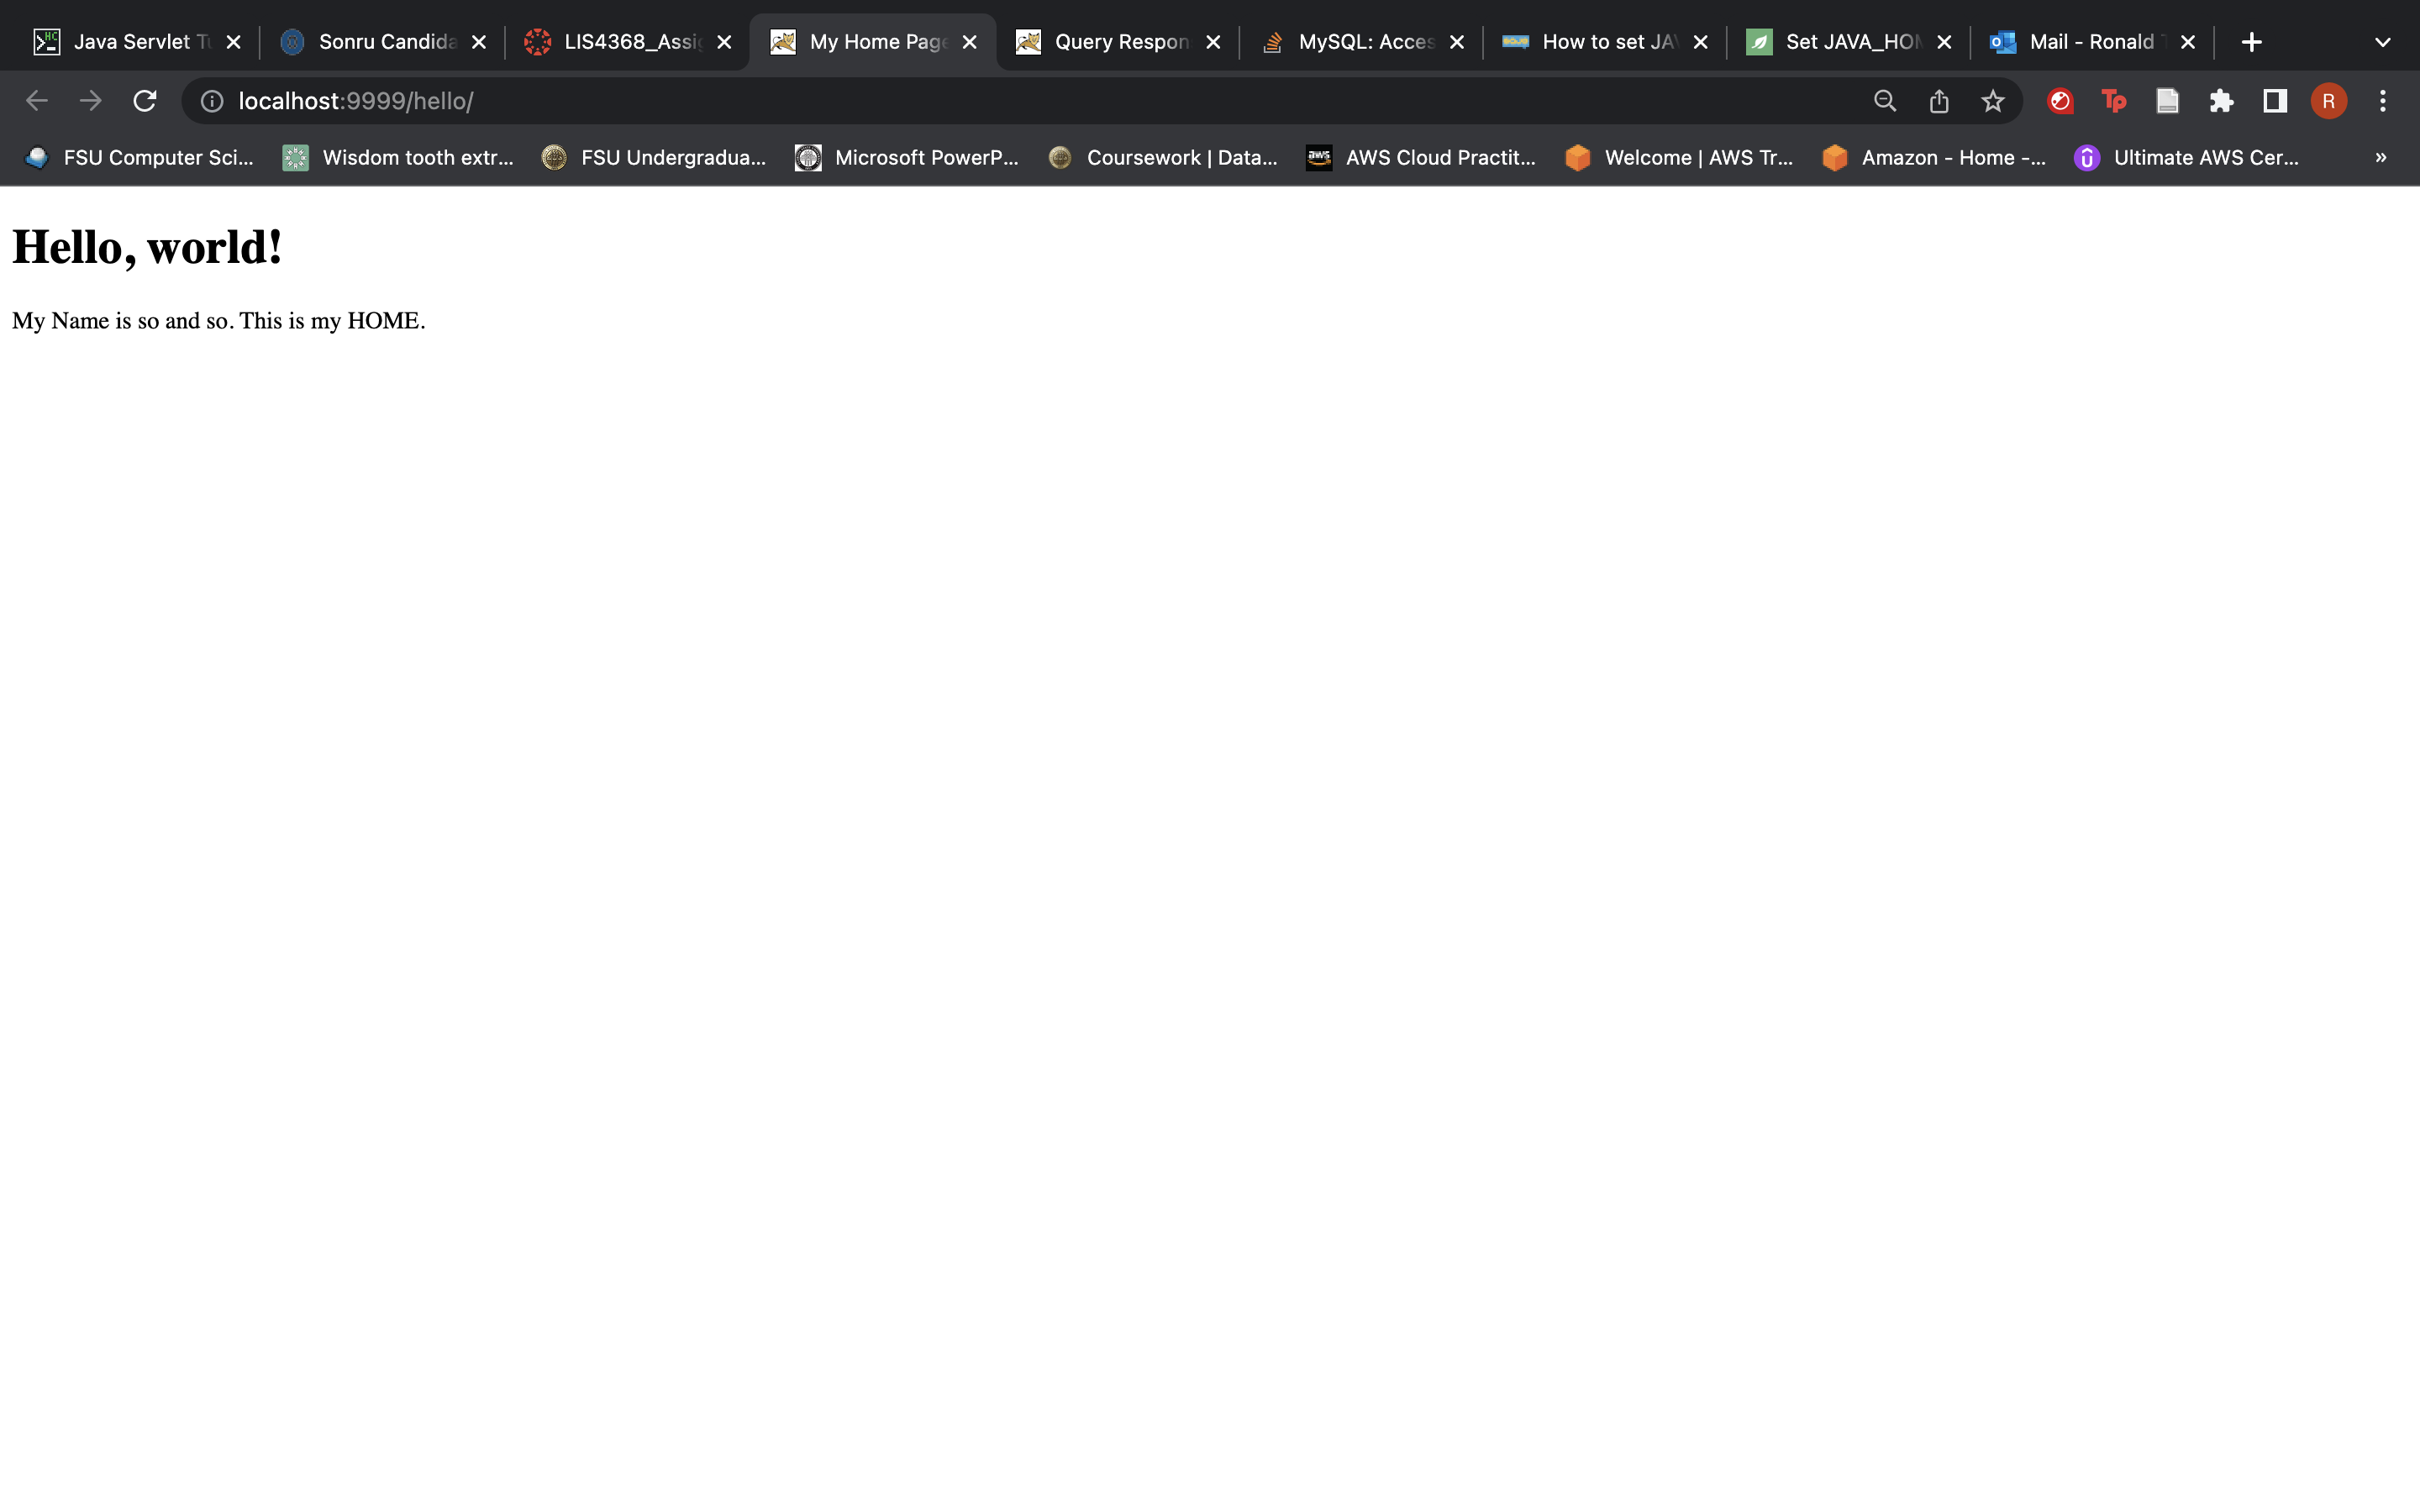 Java Servlet Tu
Sonru Candida
LIS4368_Assig
My Home Page
Query Respon
MySQL: Acces
How to set JAV
Set JAVA_HOM
Mail - Ronald T
localhost:9999/hello/
R
FSU Computer Sci...
Wisdom tooth extr...
FSU Undergradua...
Microsoft PowerP...
Coursework | Data...
AWS Cloud Practit...
Welcome | AWS Tr...
Amazon - Home -...
Ultimate AWS Cer...
»
Hello, world!
My Name is so and so. This is my HOME.